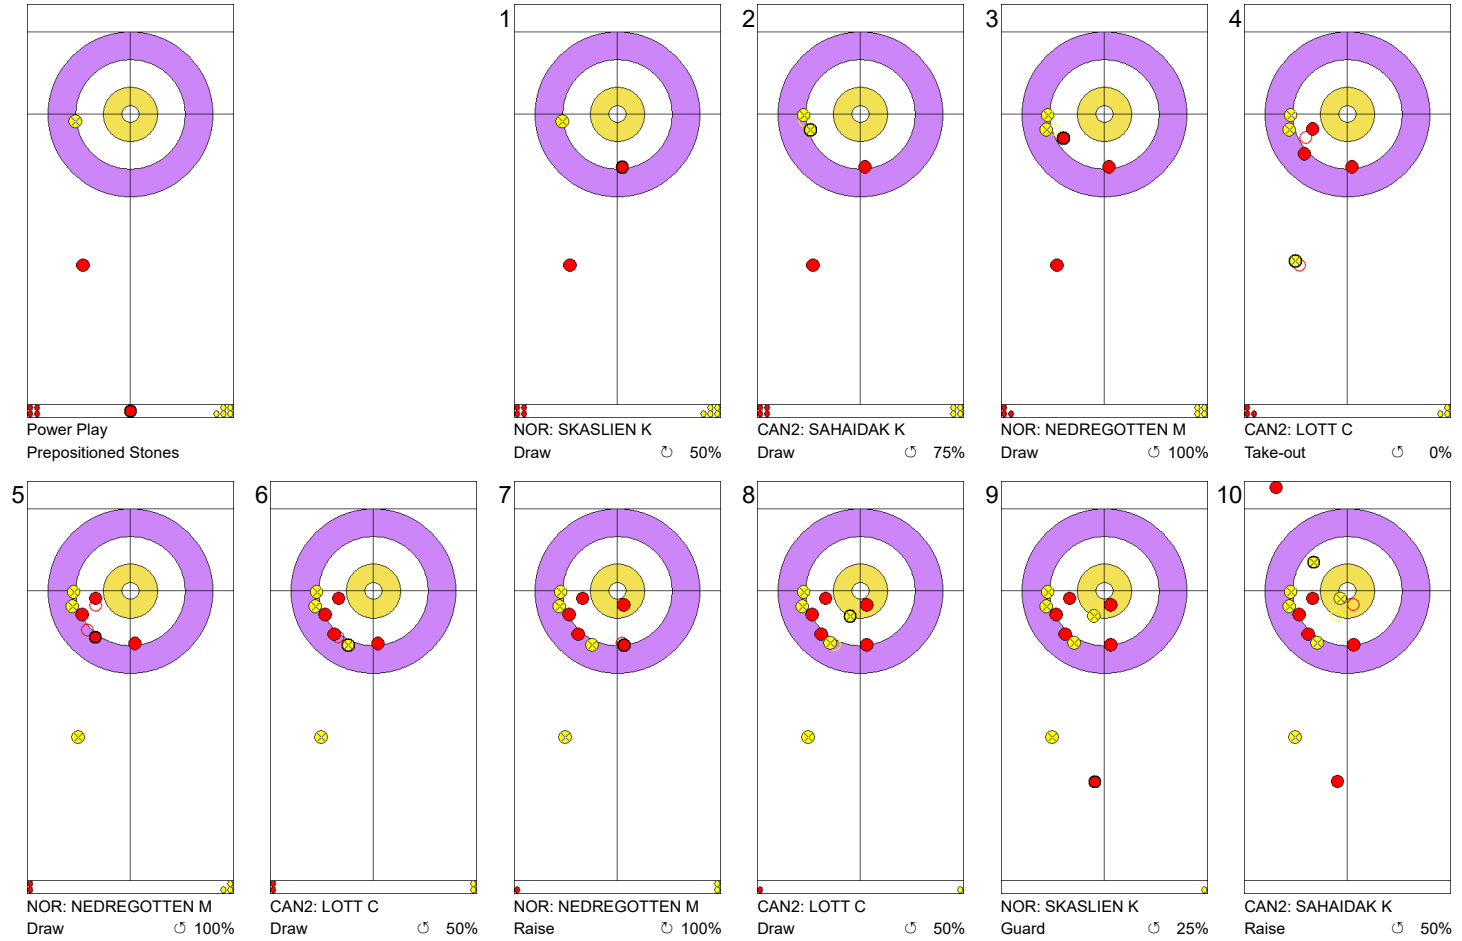 1
2
3
4
Power Play
Prepositioned Stones
NOR: SKASLIEN K
Draw 50%
CAN2: SAHAIDAK K
Draw 75%
NOR: NEDREGOTTEN M
Draw 100%
CAN2: LOTT C
Take-out 0%
5
6
7
8
9
10
NOR: NEDREGOTTEN M
Draw 100%
CAN2: LOTT C
Draw 50%
NOR: NEDREGOTTEN M
Raise 100%
CAN2: LOTT C
Draw 50%
NOR: SKASLIEN K
Guard 25%
CAN2: SAHAIDAK K
Raise 50%